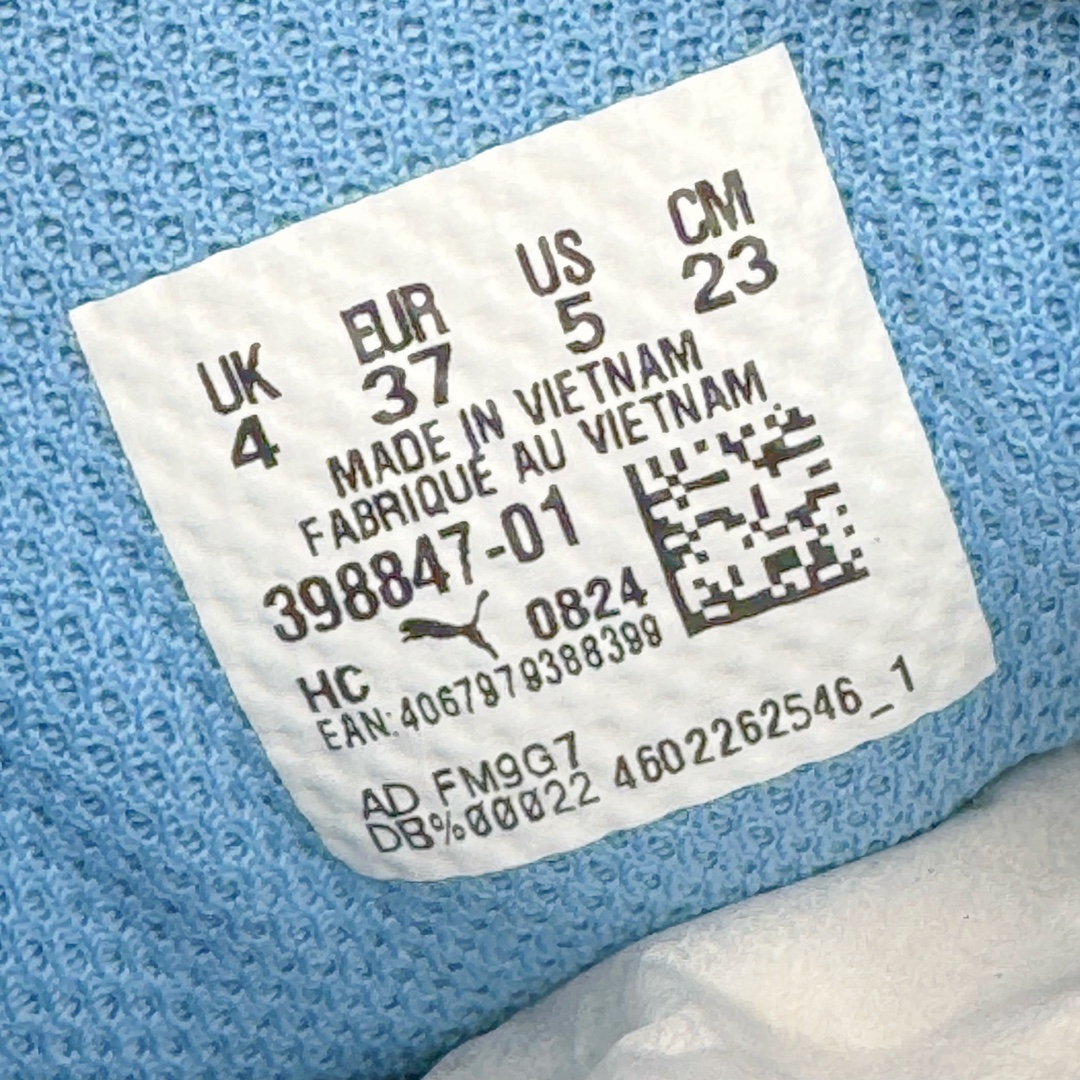 UK EUR US CM
4 37 5 23
MADE IN VIETNAM
FABRIQUE AU VIETNAM
398847-01
HC 0824
EAN:4067979388399
AD FM9G7
DB%00022 4602262546_1